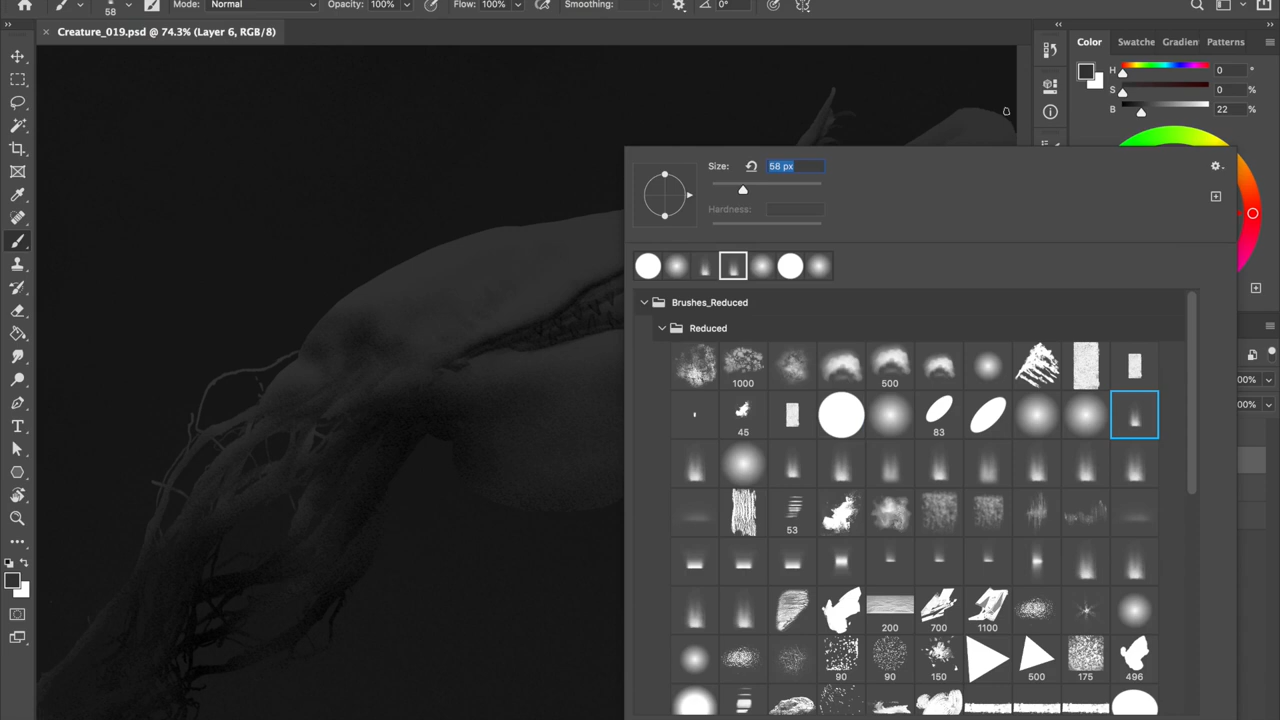 58
Mode: Normal
Opacity: 100%
Flow: 100%
Smoothing:
0°
Creature_019.psd @ 74.3% (Layer 6, RGB/8)
Color
Swatche
Gradien
Patterns
H 0 °
S 0 %
B 22 %
Size: 58 px
Hardness:
Brushes_Reduced
Reduced
1000
500
45
83
53
200
700
1100
90
90
150
500
175
496
00%
00%